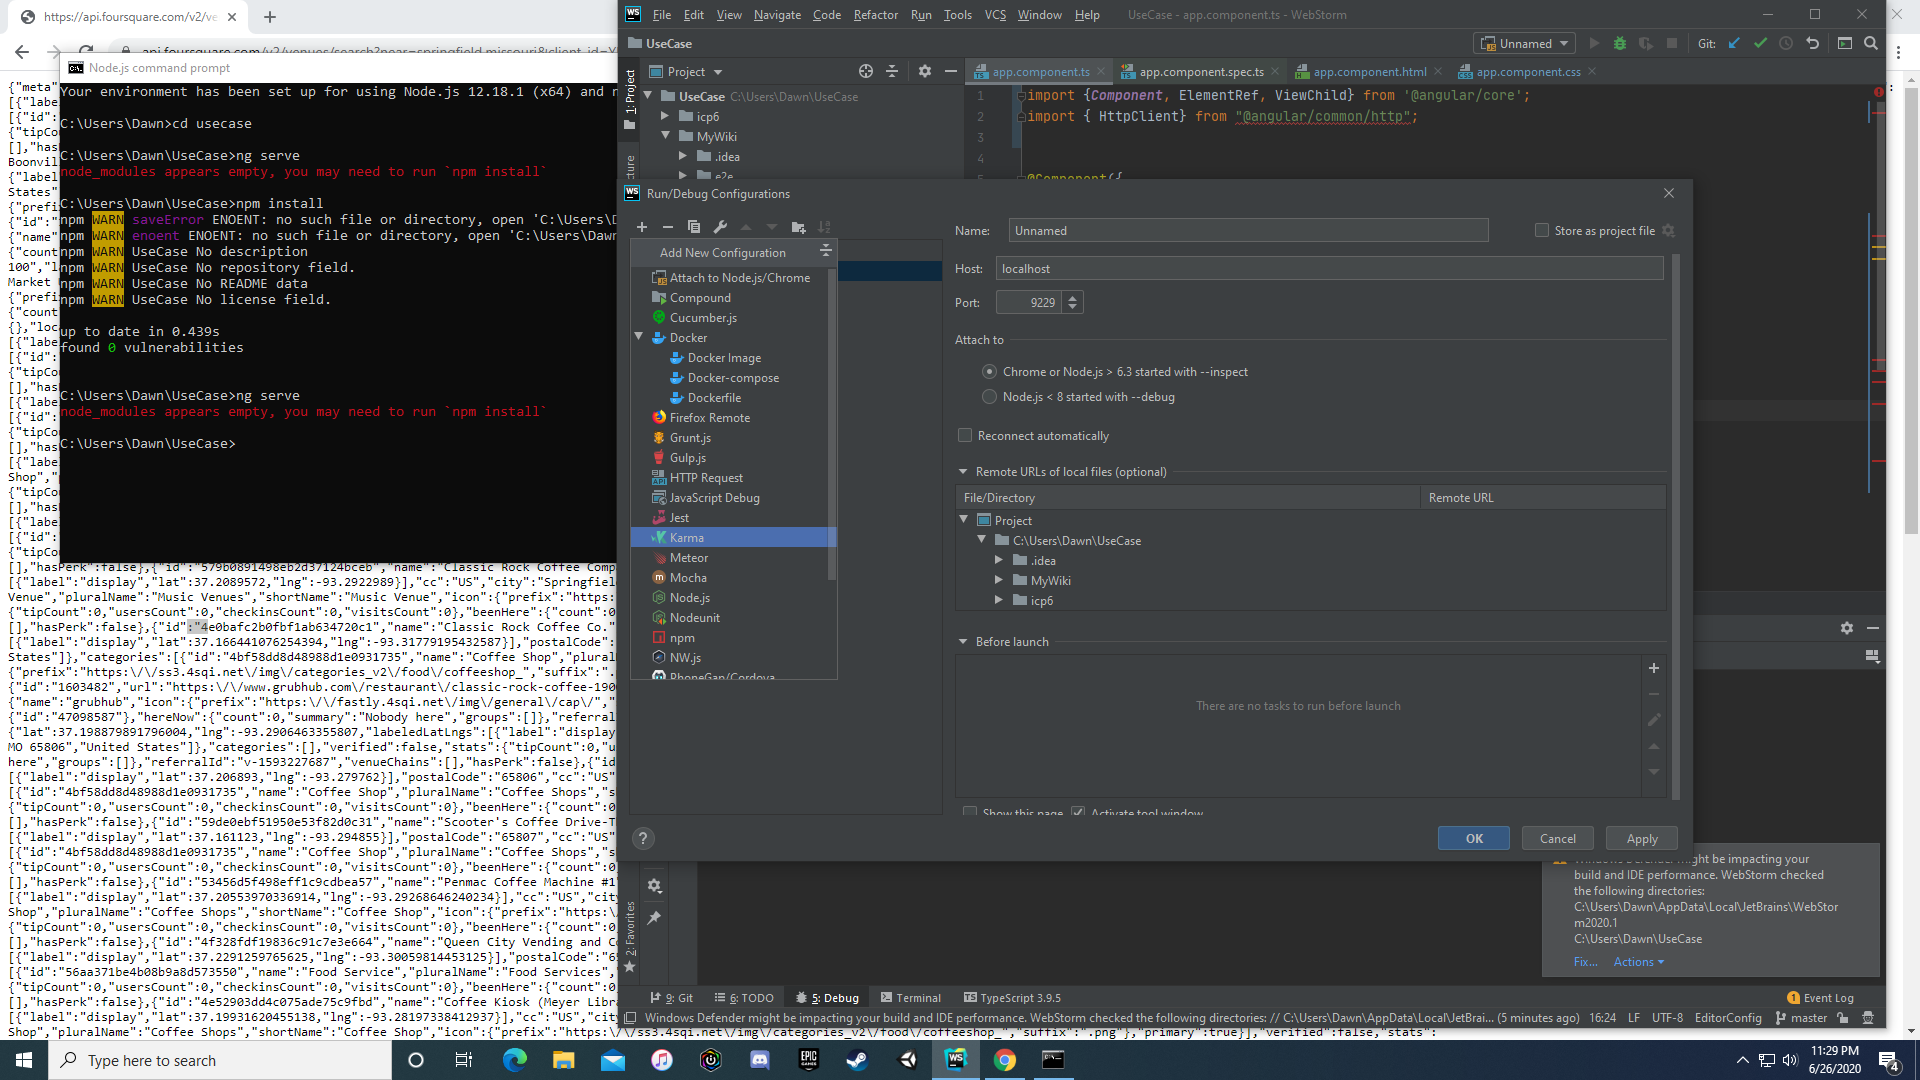 https://api.foursquare.com/v2/ve
Node.js command prompt
Your environment has been set up for using Node.js 12.18.1 (x64) and n
C:\Users\Dawn>cd usecase
C:\Users\Dawn\UseCase>ng serve
node_modules appears empty, you may need to run `npm install`
C:\Users\Dawn\UseCase>npm install
npm WARN saveError ENOENT: no such file or directory, open 'C:\Users\D
npm WARN enoent ENOENT: no such file or directory, open 'C:\Users\Dawn
npm WARN UseCase No description
npm WARN UseCase No repository field.
npm WARN UseCase No README data
npm WARN UseCase No license field.
up to date in 0.439s
found 0 vulnerabilities
C:\Users\Dawn\UseCase>ng serve
node_modules appears empty, you may need to run `npm install`
C:\Users\Dawn\UseCase>
{"meta"
[{"labe
[{"id":
{"tipCo
],"hasP
Boonvil
States"
{"prefi
{"name"
{"count
Market
[],"hasPerk":false},{"id":"579b0891498eb2d37124bceb","name":"Classic Rock Coffee Comp
[{"label":"display","lat":37.2089572,"lng":-93.2922989}],"cc":"US","city":"Springfiel
Venue","pluralName":"Music Venues","shortName":"Music Venue","icon":{"prefix":"https:
{"tipCount":0,"usersCount":0,"checkinsCount":0,"visitsCount":0},"beenHere":{"count":0
[],"hasPerk":false},{"id":"4e0bafc2b0fbf1ab634720c1","name":"Classic Rock Coffee Co."
[{"label":"display","lat":37.166441076254394,"lng":-93.31779195432587}],"postalCode":
States"]},"categories":[{"id":"4bf58dd8d48988d1e0931735","name":"Coffee Shop","plural
{"prefix":"https:\/\/ss3.4sqi.net\/img\/categories_v2\/food\/coffeeshop_","suffix":"
{"id":"1603482","url":"https:\/\/www.grubhub.com\/restaurant\/classic-rock-coffee-190
{"name":"grubhub","icon":{"prefix":"https:\/\/fastly.4sqi.net\/img\/general\/cap\/","
{"id":"47098587"},"hereNow":{"count":0,"summary":"Nobody here","groups":[]},"referral
{"lat":37.198879891796004,"lng":-93.2906463355807,"labeledLatLngs":[{"label":"display
MO 65806","United States"]},"categories":[],"verified":false,"stats":{"tipCount":0,"u
here","groups":[]},"referralId":"v-1593227687","venueChains":[],"hasPerk":false},{"id
[{"label":"display","lat":37.206893,"lng":-93.279762}],"postalCode":"65806","cc":"US"
[{"id":"4bf58dd8d48988d1e0931735","name":"Coffee Shop","pluralName":"Coffee Shops","s
{"tipCount":0,"usersCount":0,"checkinsCount":0,"visitsCount":0},"beenHere":{"count":0
[],"hasPerk":false},{"id":"59de0ebf51950e53f82d0c31","name":"Scooter's Coffee Drive-T
[{"label":"display","lat":37.161123,"lng":-93.294855}],"postalCode":"65807","cc":"US"
[{"id":"4bf58dd8d48988d1e0931735","name":"Coffee Shop","pluralName":"Coffee Shops","s
{"tipCount":0,"usersCount":0,"checkinsCount":0,"visitsCount":0},"beenHere":{"count":0
[],"hasPerk":false},{"id":"53456d5f498eff1c9cdbea57","name":"Penmac Coffee Machine #1
[{"label":"display","lat":37.20553970336914,"lng":-93.29268646240234}],"cc":"US","cit
Shop","pluralName":"Coffee Shops","shortName":"Coffee Shop","icon":{"prefix":"https:\
{"tipCount":0,"usersCount":0,"checkinsCount":0,"visitsCount":0},"beenHere":{"count":0
[],"hasPerk":false},{"id":"4f328fdf19836c91c7e3e664","name":"Queen City Vending and Co
[{"label":"display","lat":37.2291259765625,"lng":-93.30059814453125}],"postalCode":"65
[{"id":"56aa371be4b08b9a8d573550","name":"Food Service","pluralName":"Food Services",
{"tipCount":0,"usersCount":0,"checkinsCount":0,"visitsCount":0},"beenHere":{"count":0
[],"hasPerk":false},{"id":"4e52903dd4c075ade75c9fbd","name":"Coffee Kiosk (Meyer Libra
[{"label":"display","lat":37.19931620455138,"lng":-93.28197338412937}],"cc":"US","cit
Shop","pluralName":"Coffee Shops","shortName":"Coffee Shop","icon":{"prefix":"https:\/\/ss3.4sqi.net\/img\/categories_v2\/food\/coffeeshop_","suffix":".png"},"primary":true}],"verified":false,"stats":
File Edit View Navigate Code Refactor Run Tools VCS Window Help UseCase - app.component.ts - WebStorm
UseCase
Unnamed
Git:
1: Project
Project
app.component.ts
app.component.spec.ts
app.component.html
app.component.css
UseCase C:\Users\Dawn\UseCase
icp6
MyWiki
.idea
e2e
1 import {Component, ElementRef, ViewChild} from '@angular/core';
2 import { HttpClient} from "@angular/common/http";
3
4
5 @Component({
Run/Debug Configurations
Add New Configuration
Attach to Node.js/Chrome
Compound
Cucumber.js
Docker
Docker Image
Docker-compose
Dockerfile
Firefox Remote
Grunt.js
Gulp.js
HTTP Request
JavaScript Debug
Jest
Karma
Meteor
Mocha
Node.js
Nodeunit
npm
NW.js
PhoneGap/Cordova
Name: Unnamed
Store as project file
Host: localhost
Port: 9229
Attach to
Chrome or Node.js > 6.3 started with --inspect
Node.js < 8 started with --debug
Reconnect automatically
Remote URLs of local files (optional)
File/Directory Remote URL
Project
C:\Users\Dawn\UseCase
.idea
MyWiki
icp6
Before launch
There are no tasks to run before launch
Show this page Activate tool window
? OK Cancel Apply
Windows Defender might be impacting your
build and IDE performance. WebStorm checked
the following directories:
C:\Users\Dawn\AppData\Local\JetBrains\WebStor
m2020.1
C:\Users\Dawn\UseCase
Fix... Actions
2: Favorites
9: Git 6: TODO 5: Debug Terminal TypeScript 3.9.5 1 Event Log
Windows Defender might be impacting your build and IDE performance. WebStorm checked the following directories: // C:\Users\Dawn\AppData\Local\JetBrai... (5 minutes ago) 16:24 LF UTF-8 EditorConfig master
Type here to search
11:29 PM
6/26/2020
4